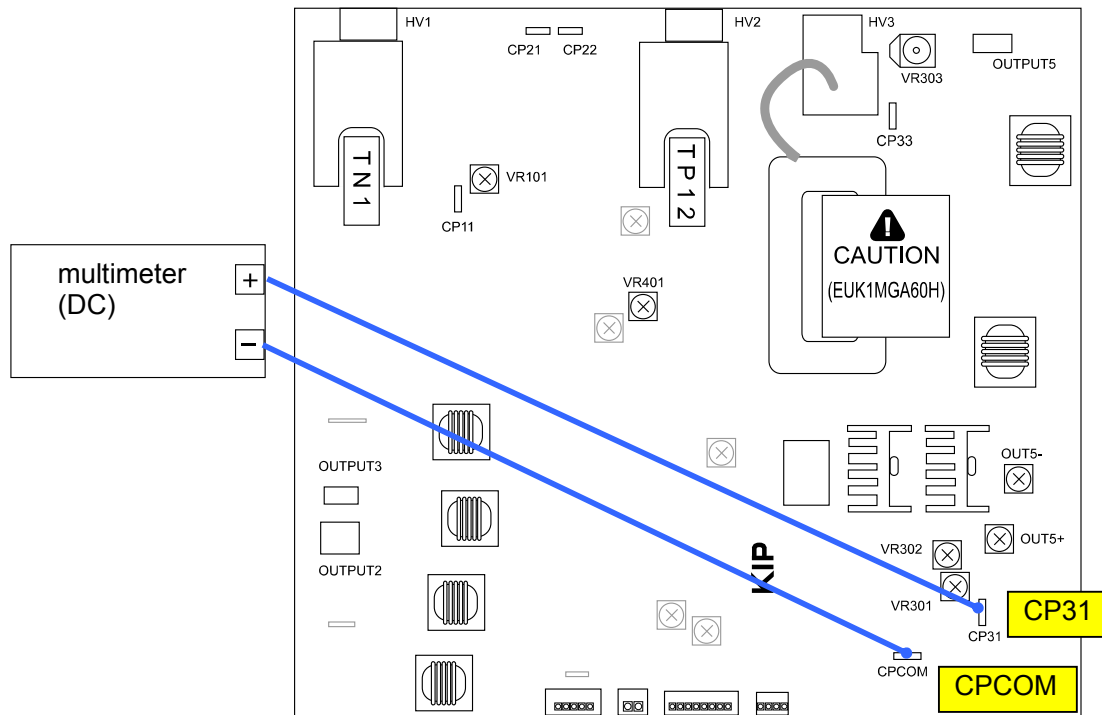 HV1
HV2
HV3
CP21
CP22
VR303
OUTPUT5
CP33
TN1
TP12
VR101
CP11
CAUTION
(EUK1MGA60H)
multimeter
(DC)
+
−
VR401
OUTPUT3
OUT5-
OUTPUT2
VR302
OUT5+
KIP
VR301
CP31
CP31
CPCOM
CPCOM